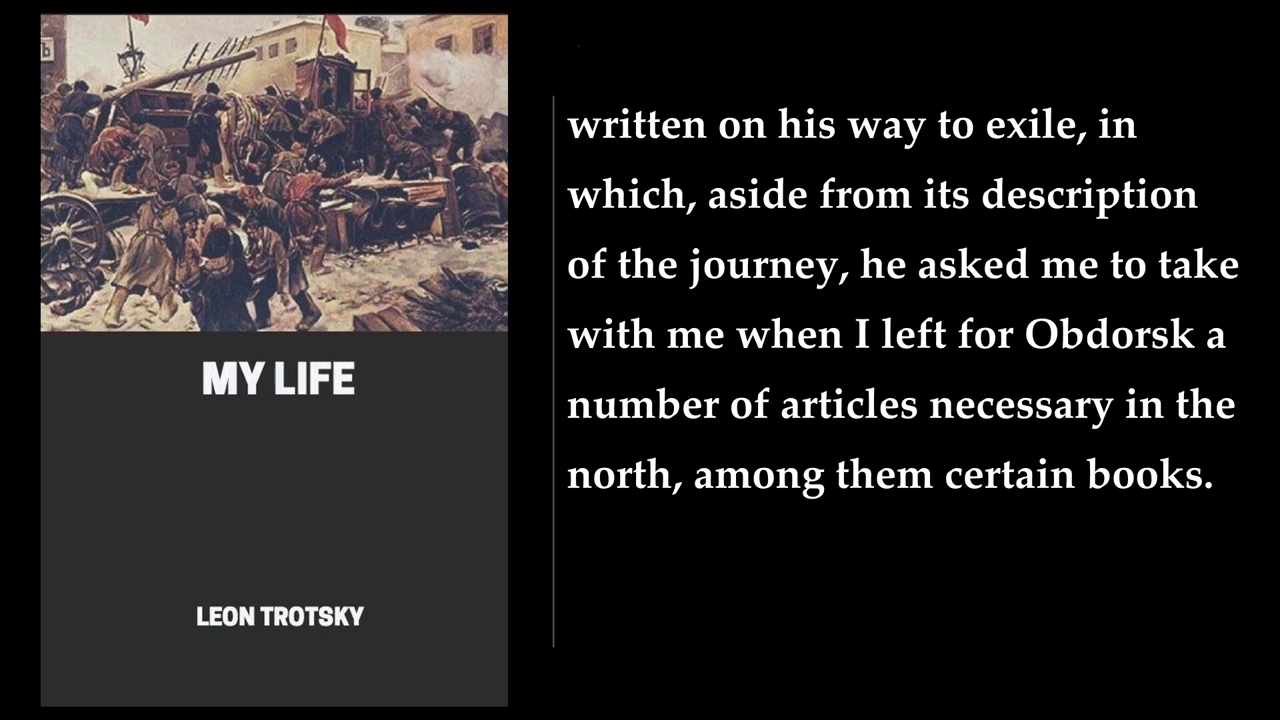 Ъ
MY LIFE
LEON TROTSKY
written on his way to exile, in
which, aside from its description
of the journey, he asked me to take
with me when I left for Obdorsk a
number of articles necessary in the
north, among them certain books.